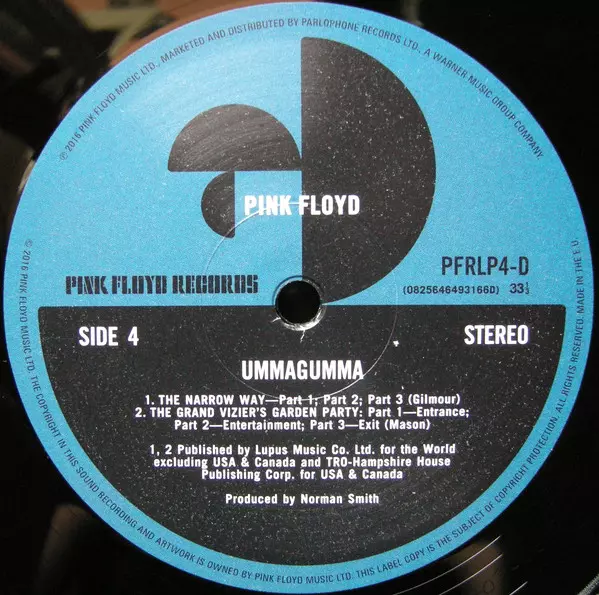 ℗ 2016 PINK FLOYD MUSIC LTD., MARKETED AND DISTRIBUTED BY PARLOPHONE RECORDS LTD., A WARNER MUSIC GROUP COMPANY.
PINK FLOYD
PINK FLOYD RECORDS
PFRLP4-D
(0825646493166D) 33⅓
SIDE 4
STEREO
UMMAGUMMA
1. THE NARROW WAY—Part 1; Part 2; Part 3 (Gilmour)
2. THE GRAND VIZIER'S GARDEN PARTY: Part 1—Entrance;
Part 2—Entertainment; Part 3—Exit (Mason)
1, 2 Published by Lupus Music Co. Ltd. for the World
excluding USA & Canada and TRO-Hampshire House
Publishing Corp. for USA & Canada
Produced by Norman Smith
© 2016 PINK FLOYD MUSIC LTD. THE COPYRIGHT IN THIS SOUND RECORDING AND ARTWORK IS OWNED BY PINK FLOYD MUSIC LTD. THIS LABEL COPY IS THE SUBJECT OF COPYRIGHT PROTECTION. ALL RIGHTS RESERVED. MADE IN THE E.U.